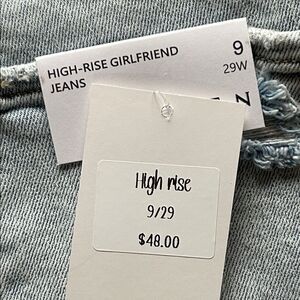 HIGH-RISE GIRLFRIEND
JEANS
9
29W
N
High rise
9/29
$48.00